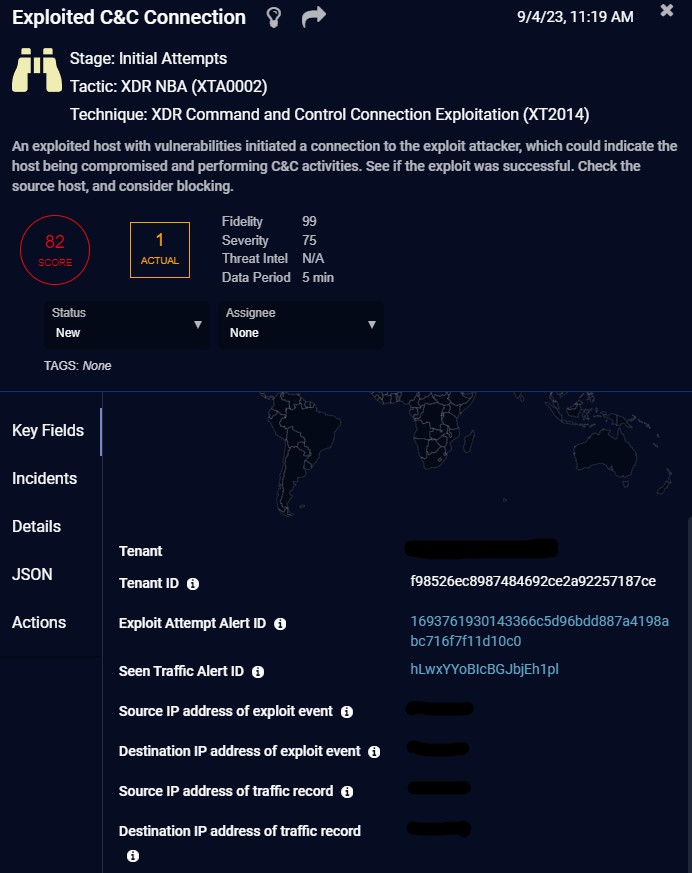 Exploited C&C Connection
9/4/23, 11:19 AM
Stage: Initial Attempts
Tactic: XDR NBA (XTA0002)
Technique: XDR Command and Control Connection Exploitation (XT2014)
An exploited host with vulnerabilities initiated a connection to the exploit attacker, which could indicate the
host being compromised and performing C&C activities. See if the exploit was successful. Check the
source host, and consider blocking.
82
SCORE
1
ACTUAL
Fidelity 99
Severity 75
Threat Intel N/A
Data Period 5 min
Status
New
Assignee
None
TAGS: None
Key Fields
Incidents
Details
JSON
Actions
Tenant
Tenant ID f98526ec8987484692ce2a92257187ce
Exploit Attempt Alert ID 1693761930143366c5d96bdd887a4198a
bc716f7f11d10c0
Seen Traffic Alert ID hLwxYYoBIcBGJbjEh1pl
Source IP address of exploit event
Destination IP address of exploit event
Source IP address of traffic record
Destination IP address of traffic record